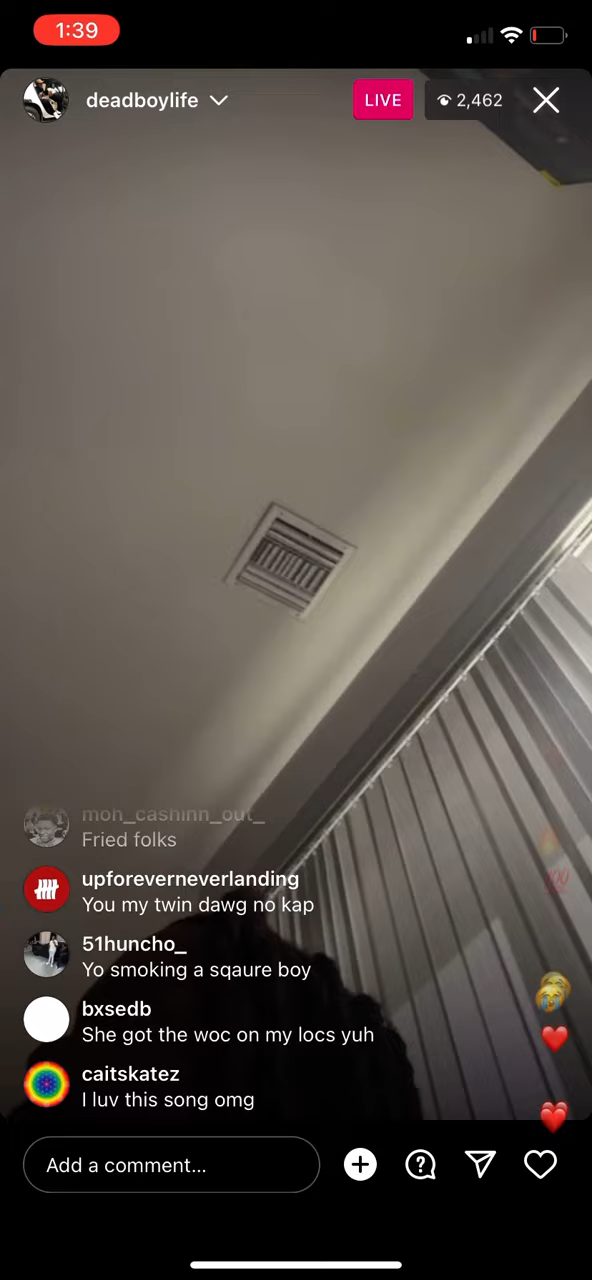 1:39
deadboylife
LIVE
2,462
moh_cashinn_out_
Fried folks
upforeverneverlanding
You my twin dawg no kap
51huncho_
Yo smoking a sqaure boy
bxsedb
She got the woc on my locs yuh
caitskatez
I luv this song omg
Add a comment...